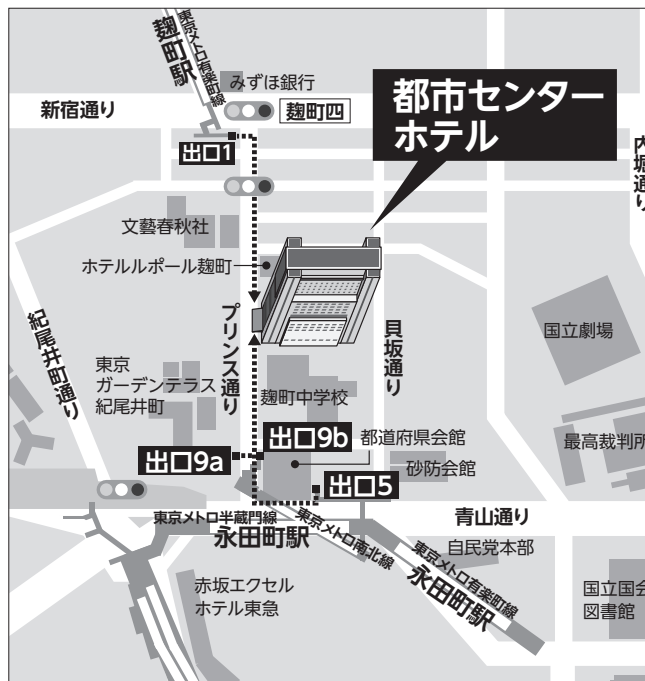 東京メトロ有楽町線
麹町駅
みずほ銀行
新宿通り
麹町四
都市センター
ホテル
出口1
内堀通り
文藝春秋社
ホテルルポール麹町
プリンス通り
貝坂通り
紀尾井町通り
国立劇場
東京
ガーデンテラス
紀尾井町
麹町中学校
出口9a
出口9b
都道府県会館
最高裁判所
砂防会館
出口5
東京メトロ半蔵門線
永田町駅
東京メトロ南北線
青山通り
自民党本部
東京メトロ有楽町線
永田町駅
赤坂エクセル
ホテル東急
国立国会
図書館